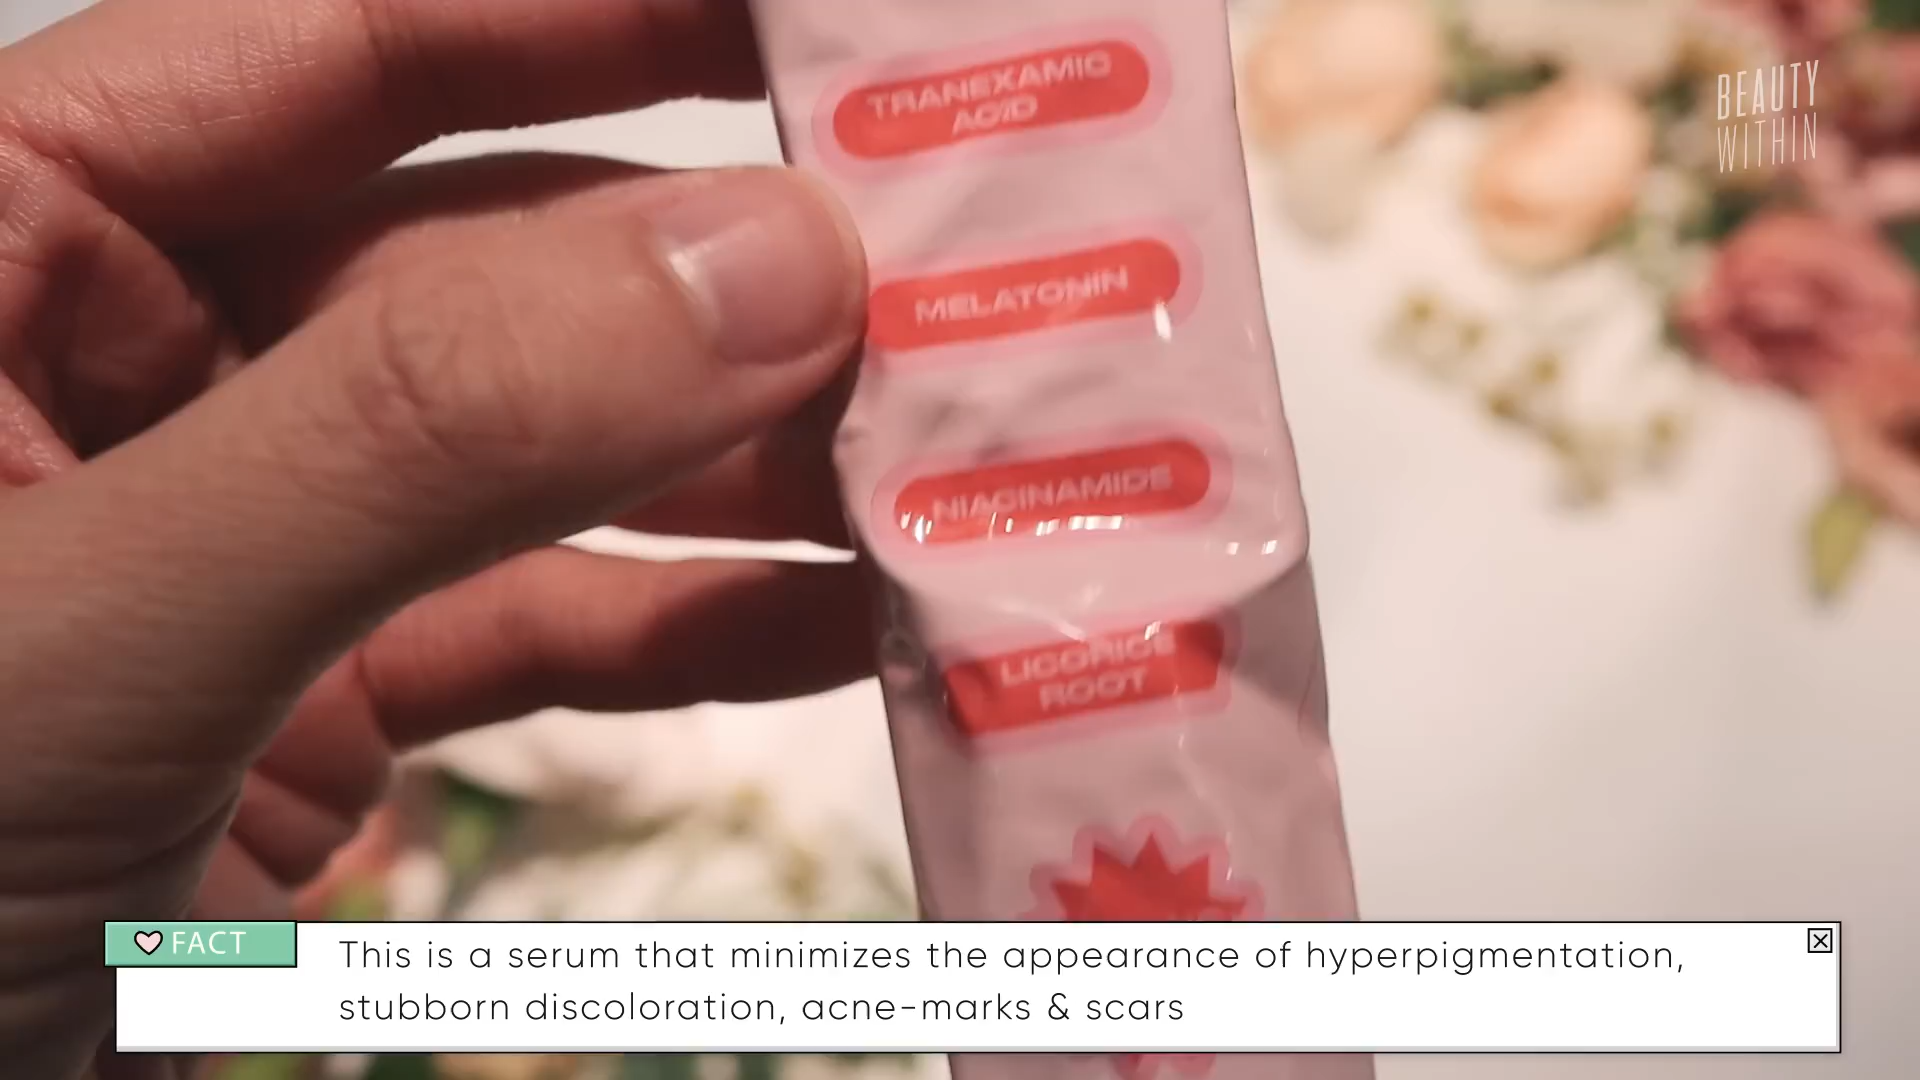 TRANEXAMIC
ACID
BEAUTY
WITHIN
MELATONIN
NIACINAMIDE
LICORICE
ROOT
FACT
This is a serum that minimizes the appearance of hyperpigmentation,
stubborn discoloration, acne-marks & scars